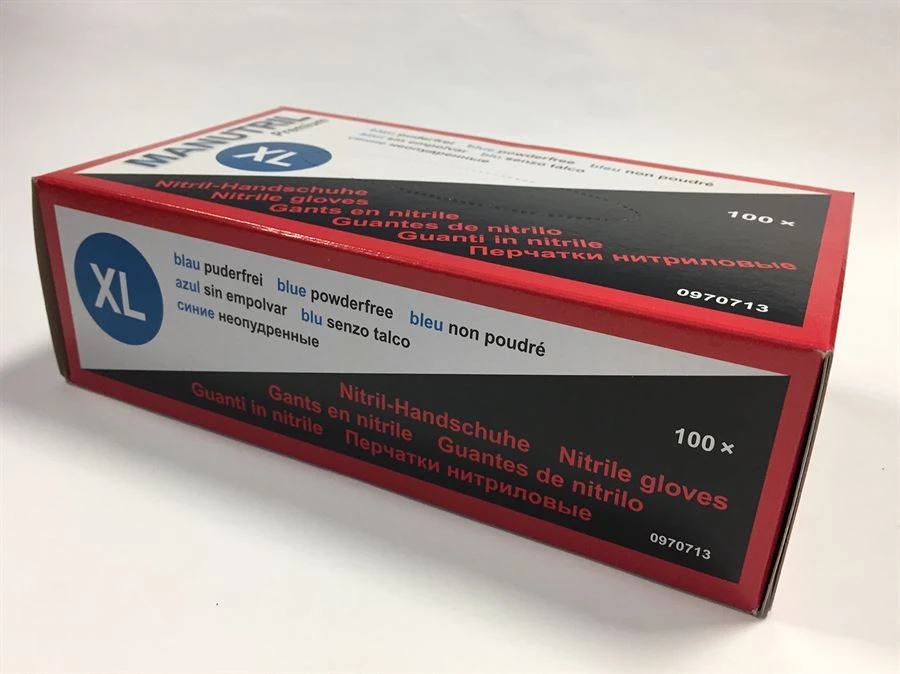 MANUTRIL
Premium
XL
blau puderfrei blue powderfree bleu non poudré
azul sin empolvar blu senzo talco
синие неопудренные
Nitril-Handschuhe
Nitrile gloves
Gants en nitrile
Guantes de nitrilo
Guanti in nitrile
Перчатки нитриловые
100 x
0970713
XL
blau puderfrei blue powderfree bleu non poudré
azul sin empolvar blu senzo talco
синие неопудренные
Nitril-Handschuhe Nitrile gloves
Gants en nitrile Guantes de nitrilo
Guanti in nitrile Перчатки нитриловые
100 x
0970713